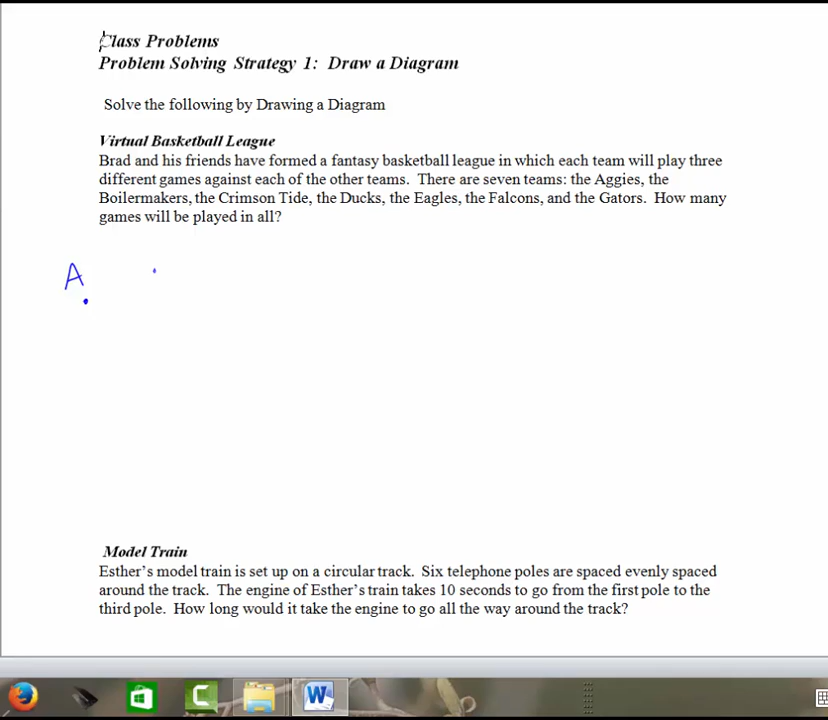 Class Problems
Problem Solving Strategy 1: Draw a Diagram
Solve the following by Drawing a Diagram
Virtual Basketball League
Brad and his friends have formed a fantasy basketball league in which each team will play three
different games against each of the other teams. There are seven teams: the Aggies, the
Boilermakers, the Crimson Tide, the Ducks, the Eagles, the Falcons, and the Gators. How many
games will be played in all?
A
Model Train
Esther's model train is set up on a circular track. Six telephone poles are spaced evenly spaced
around the track. The engine of Esther's train takes 10 seconds to go from the first pole to the
third pole. How long would it take the engine to go all the way around the track?